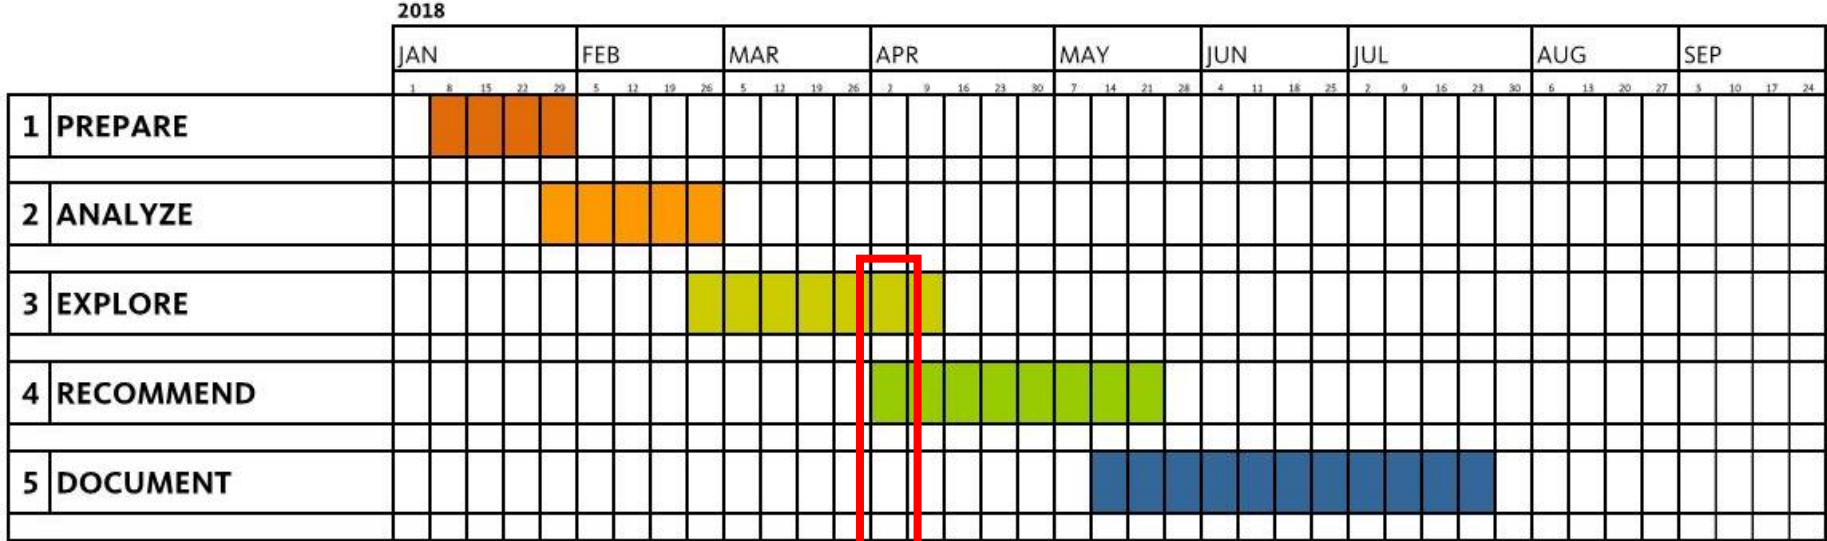 2018
JAN FEB MAR APR MAY JUN JUL AUG SEP
1 8 15 22 29 5 12 19 26 5 12 19 26 2 9 16 23 30 7 14 21 28 4 11 18 25 2 9 16 23 30 6 13 20 27 3 10 17 24
1 PREPARE
2 ANALYZE
3 EXPLORE
4 RECOMMEND
5 DOCUMENT